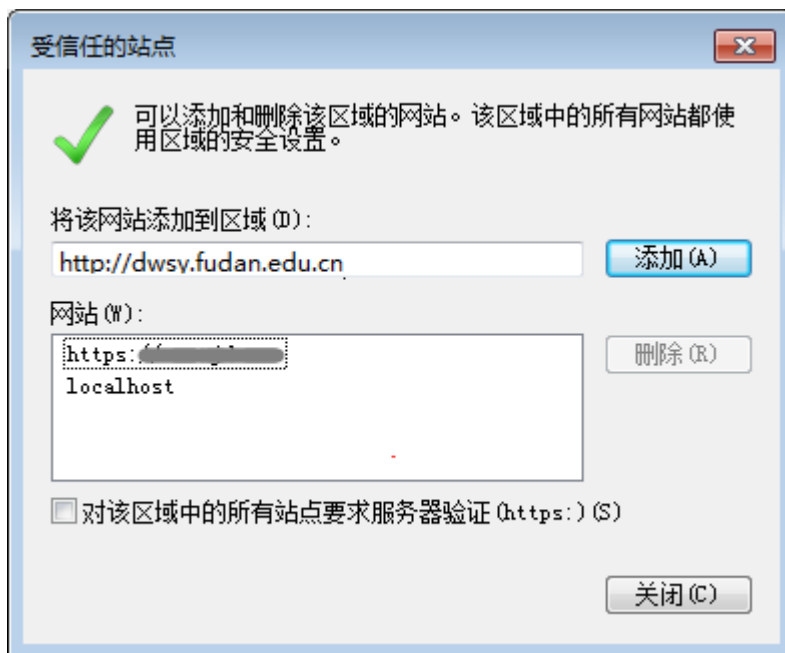 受信任的站点
可以添加和删除该区域的网站。该区域中的所有网站都使
用区域的安全设置。
将该网站添加到区域(D):
http://dwsy.fudan.edu.cn
添加(A)
网站(W):
https:
删除(R)
localhost
对该区域中的所有站点要求服务器验证(https:)(S)
关闭(C)